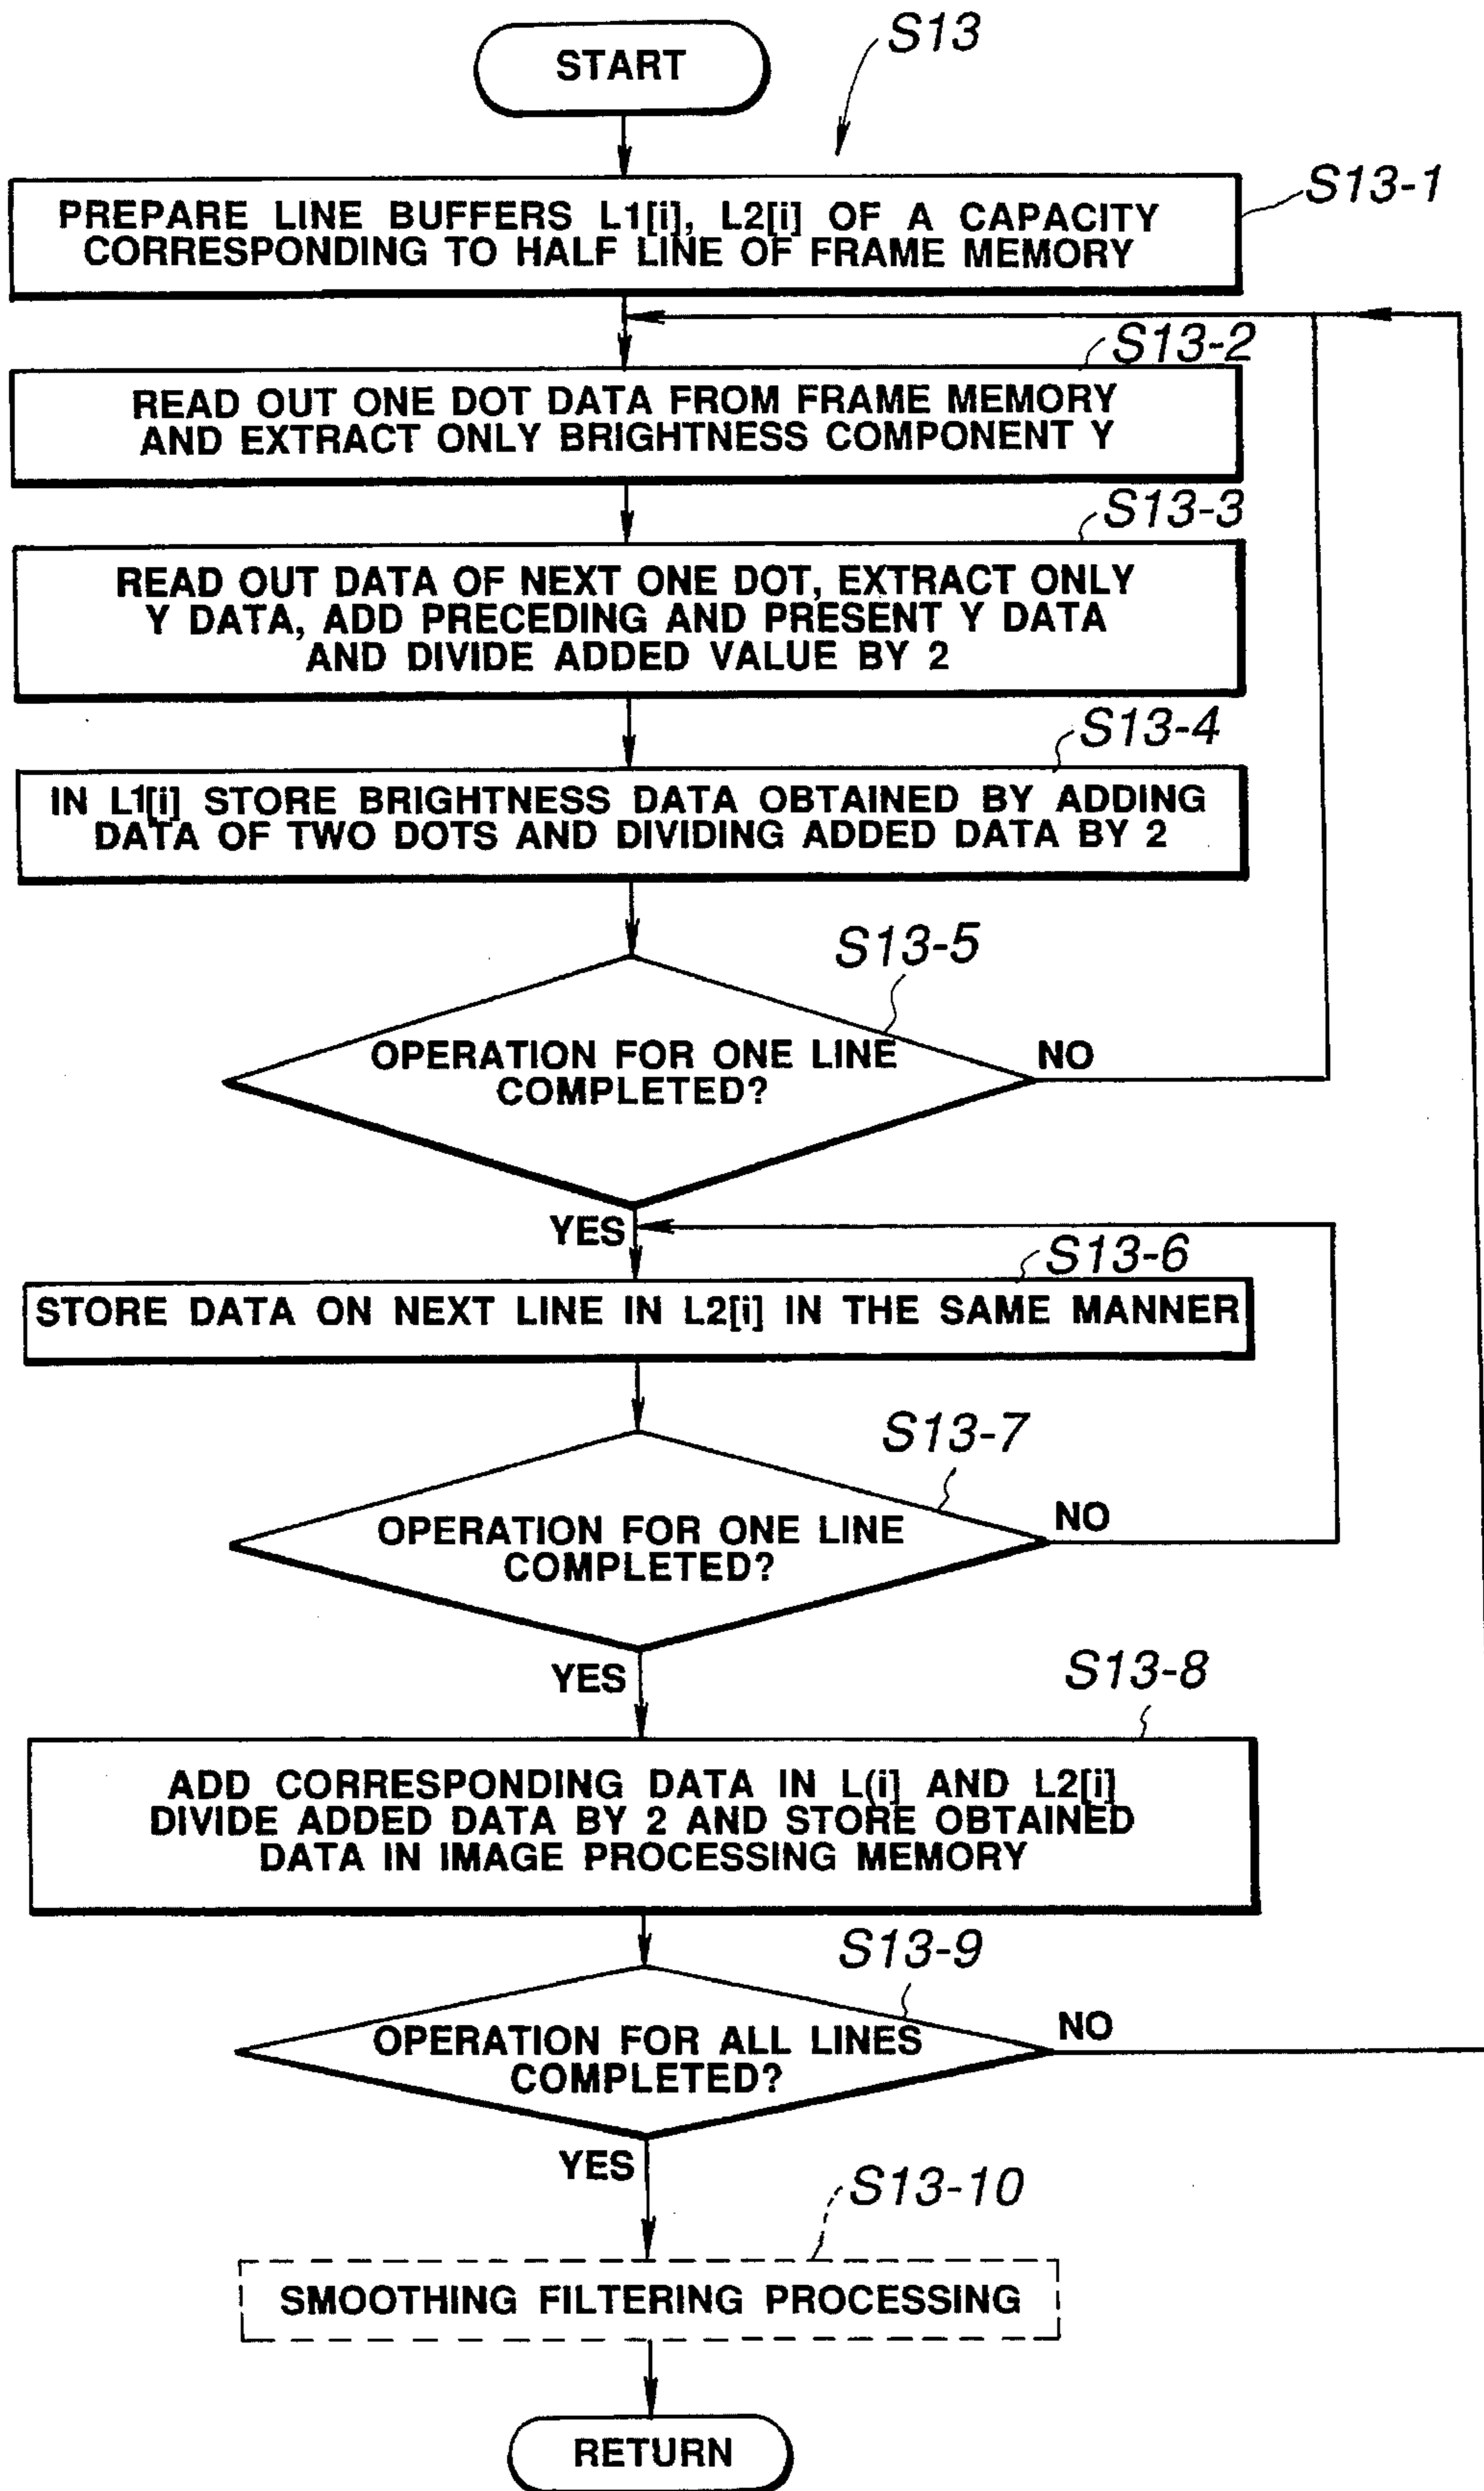 START
S13
S13-1
PREPARE LINE BUFFERS L1[i], L2[i] OF A CAPACITY
CORRESPONDING TO HALF LINE OF FRAME MEMORY
S13-2
READ OUT ONE DOT DATA FROM FRAME MEMORY
AND EXTRACT ONLY BRIGHTNESS COMPONENT Y
S13-3
READ OUT DATA OF NEXT ONE DOT, EXTRACT ONLY
Y DATA, ADD PRECEDING AND PRESENT Y DATA
AND DIVIDE ADDED VALUE BY 2
S13-4
IN L1[i] STORE BRIGHTNESS DATA OBTAINED BY ADDING
DATA OF TWO DOTS AND DIVIDING ADDED DATA BY 2
S13-5
OPERATION FOR ONE LINE
COMPLETED?
NO
YES
S13-6
STORE DATA ON NEXT LINE IN L2[i] IN THE SAME MANNER
S13-7
OPERATION FOR ONE LINE
COMPLETED?
NO
YES
S13-8
ADD CORRESPONDING DATA IN L(i] AND L2[i]
DIVIDE ADDED DATA BY 2 AND STORE OBTAINED
DATA IN IMAGE PROCESSING MEMORY
S13-9
OPERATION FOR ALL LINES
COMPLETED?
NO
YES
S13-10
SMOOTHING FILTERING PROCESSING
RETURN